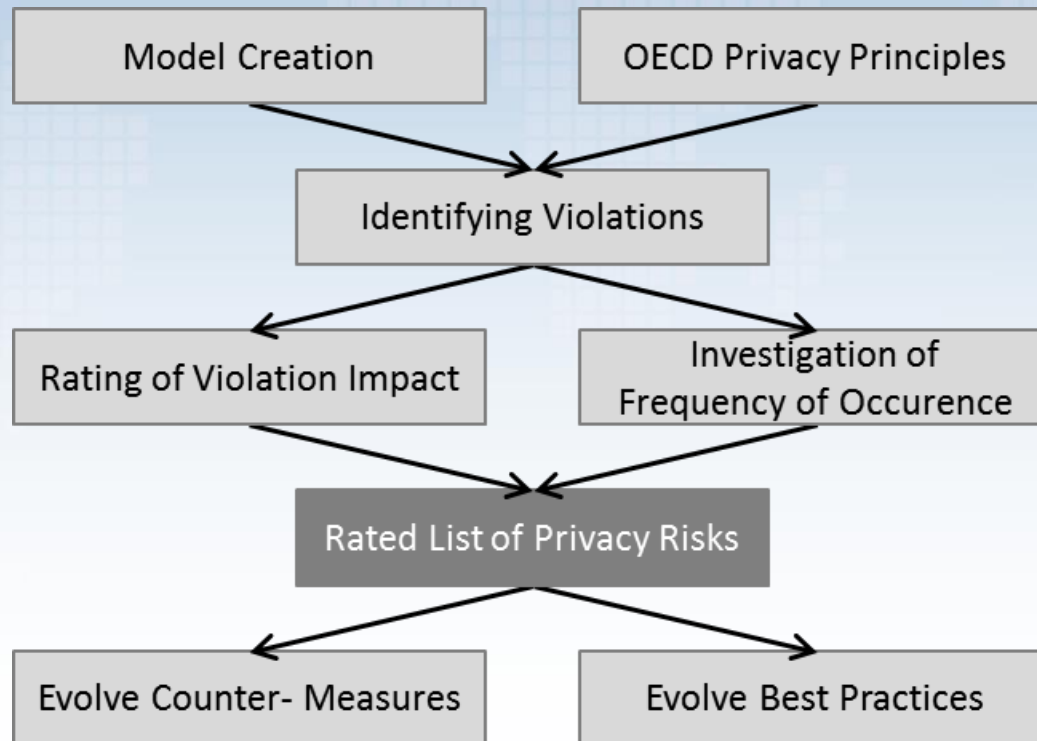 Model Creation
OECD Privacy Principles
Identifying Violations
Rating of Violation Impact
Investigation of
Frequency of Occurence
Rated List of Privacy Risks
Evolve Counter- Measures
Evolve Best Practices